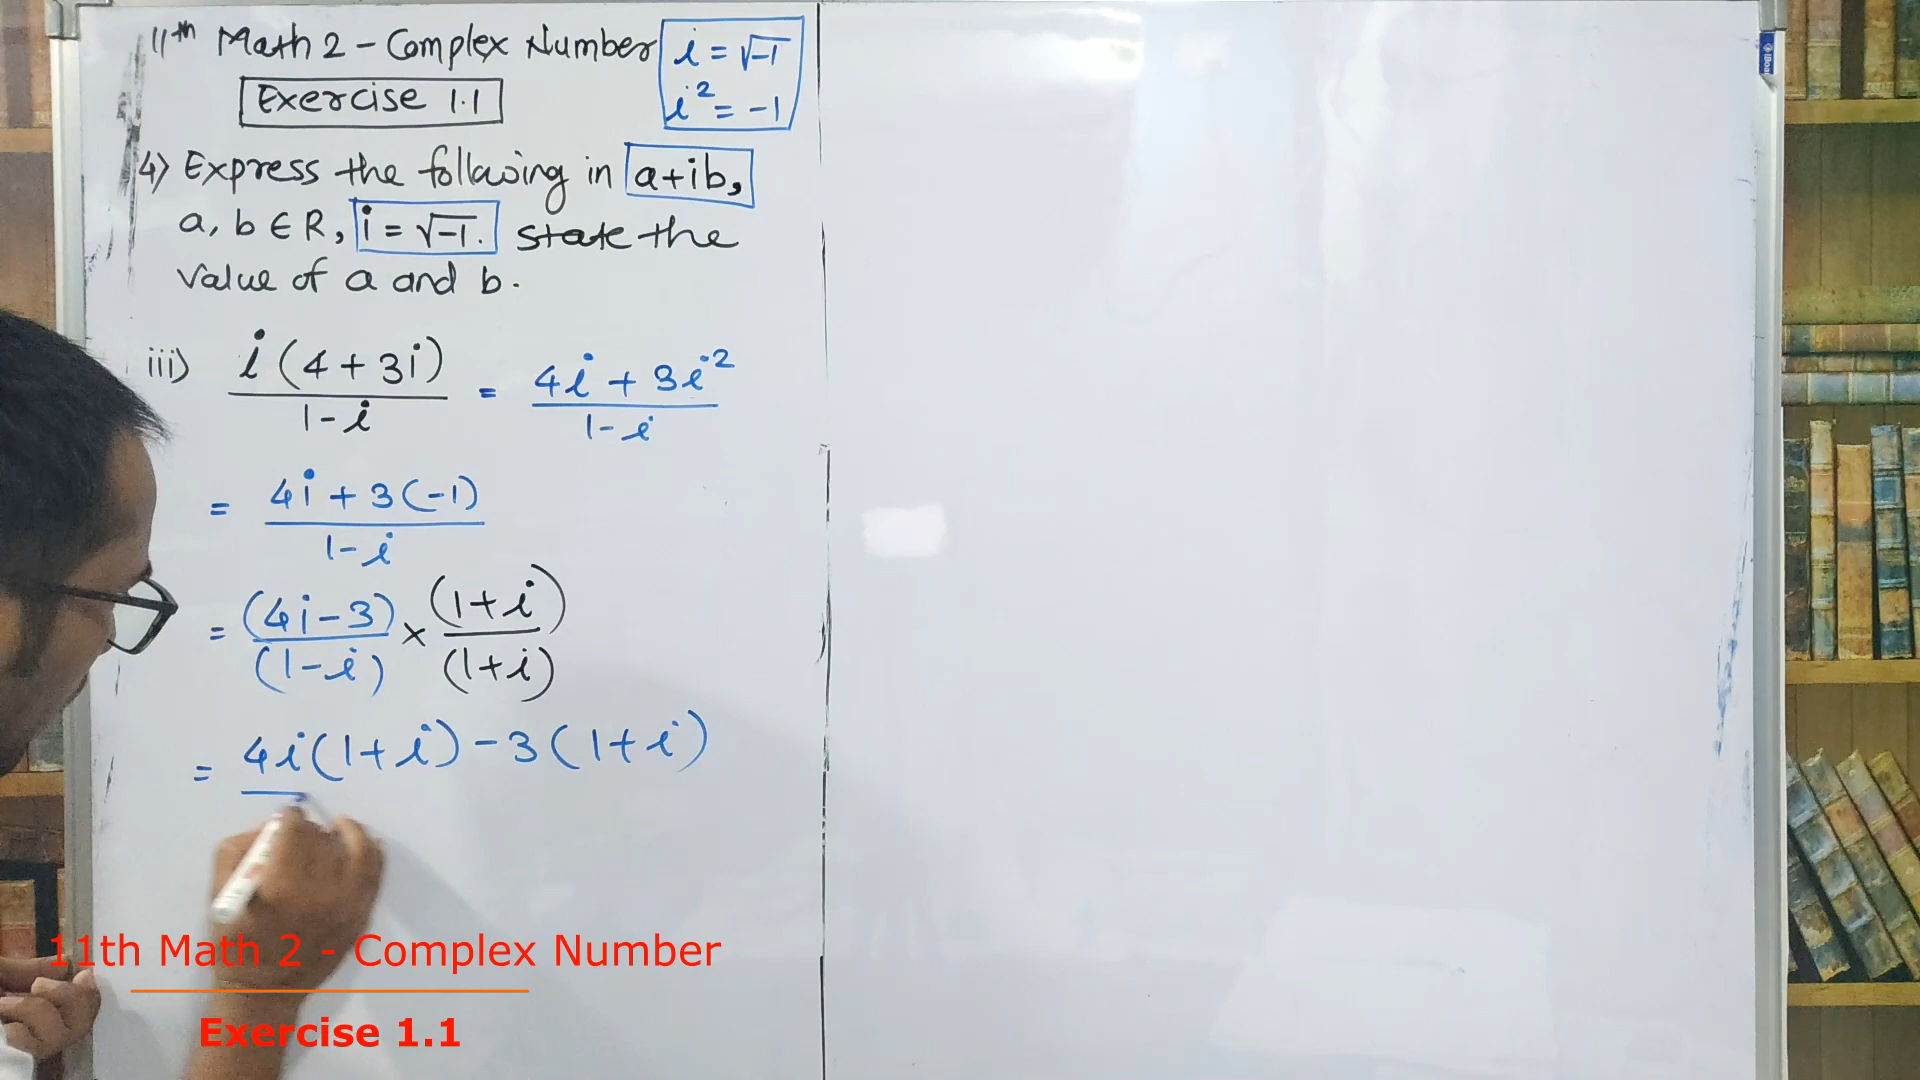 11th Math 2 - Complex Number
i = √-1
i² = -1
Exercise 1.1
4) Express the following in a+ib,
a, b ∈ R, i = √-1. state the
value of a and b.
iii) i(4+3i)/1-i = 4i+3i²/1-i
= 4i+3(-1)/1-i
= (4i-3)/(1-i) × (1+i)/(1+i)
= 4i(1+i)-3(1+i)
11th Math 2 - Complex Number
Exercise 1.1